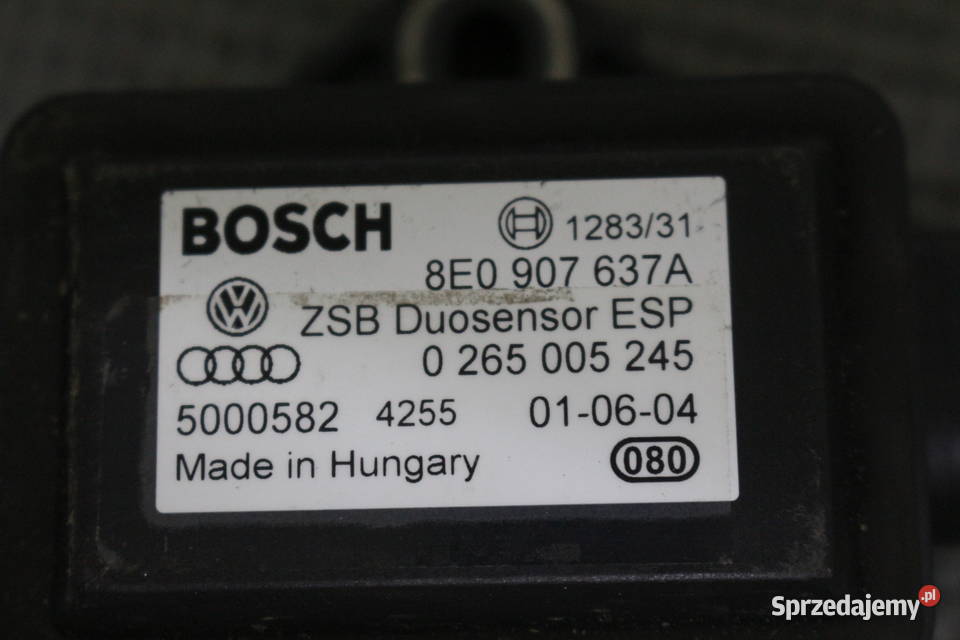 BOSCH 1283/31
8E0 907 637A
ZSB Duosensor ESP
0 265 005 245
5000582 4255 01-06-04
Made in Hungary 080
Sprzedajemy.pl